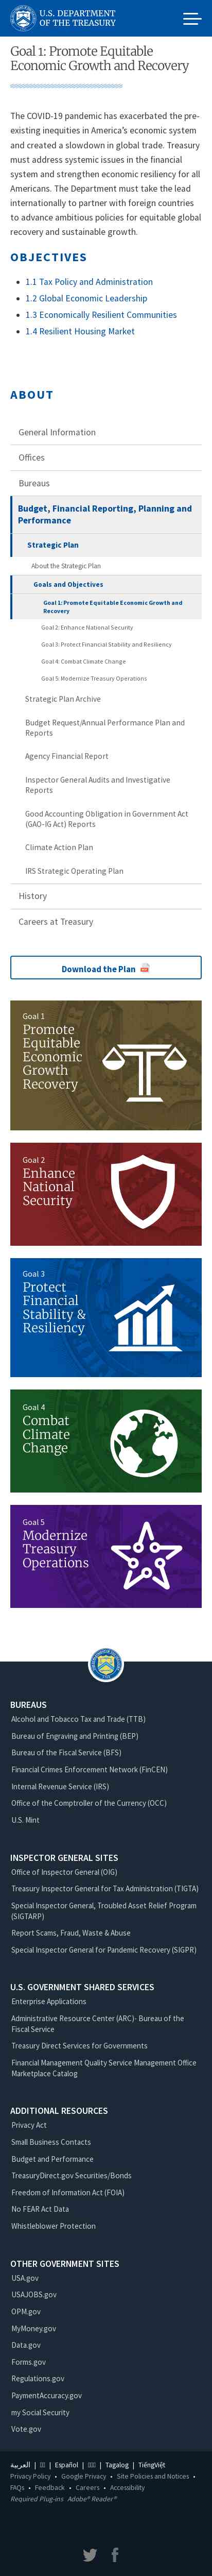 U.S. DEPARTMENT
OF THE TREASURY
Goal 1: Promote Equitable
Economic Growth and Recovery
The COVID-19 pandemic has exacerbated the pre-
existing inequities in America's economic system
and created a slowdown in global trade. Treasury
must address systemic issues in the financial
system and strengthen economic resiliency for all
Americans. The Department must take the lead
internationally to partner with foreign countries
to advance ambitious policies for equitable global
recovery and sustainable growth.
OBJECTIVES
1.1 Tax Policy and Administration
1.2 Global Economic Leadership
1.3 Economically Resilient Communities
1.4 Resilient Housing Market
ABOUT
General Information
Offices
Bureaus
Budget, Financial Reporting, Planning and
Performance
Strategic Plan
About the Strategic Plan
Goals and Objectives
Goal 1: Promote Equitable Economic Growth and
Recovery
Goal 2: Enhance National Security
Goal 3: Protect Financial Stability and Resiliency
Goal 4: Combat Climate Change
Goal 5: Modernize Treasury Operations
Strategic Plan Archive
Budget Request/Annual Performance Plan and
Reports
Agency Financial Report
Inspector General Audits and Investigative
Reports
Good Accounting Obligation in Government Act
(GAO-IG Act) Reports
Climate Action Plan
IRS Strategic Operating Plan
History
Careers at Treasury
Download the Plan
Goal 1
Promote
Equitable
Economic
Growth
Recovery
Goal 2
Enhance
National
Security
Goal 3
Protect
Financial
Stability &
Resiliency
Goal 4
Combat
Climate
Change
Goal 5
Modernize
Treasury
Operations
BUREAUS
Alcohol and Tobacco Tax and Trade (TTB)
Bureau of Engraving and Printing (BEP)
Bureau of the Fiscal Service (BFS)
Financial Crimes Enforcement Network (FinCEN)
Internal Revenue Service (IRS)
Office of the Comptroller of the Currency (OCC)
U.S. Mint
INSPECTOR GENERAL SITES
Office of Inspector General (OIG)
Treasury Inspector General for Tax Administration (TIGTA)
Special Inspector General, Troubled Asset Relief Program
(SIGTARP)
Report Scams, Fraud, Waste & Abuse
Special Inspector General for Pandemic Recovery (SIGPR)
U.S. GOVERNMENT SHARED SERVICES
Enterprise Applications
Administrative Resource Center (ARC)- Bureau of the
Fiscal Service
Treasury Direct Services for Governments
Financial Management Quality Service Management Office
Marketplace Catalog
ADDITIONAL RESOURCES
Privacy Act
Small Business Contacts
Budget and Performance
TreasuryDirect.gov Securities/Bonds
Freedom of Information Act (FOIA)
No FEAR Act Data
Whistleblower Protection
OTHER GOVERNMENT SITES
USA.gov
USAJOBS.gov
OPM.gov
MyMoney.gov
Data.gov
Forms.gov
Regulations.gov
PaymentAccuracy.gov
my Social Security
Vote.gov
العربية | | Español | | Tagalog | TiếngViệt
Privacy Policy • Google Privacy • Site Policies and Notices •
FAQs • Feedback • Careers • Accessibility
Required Plug-ins Adobe® Reader®